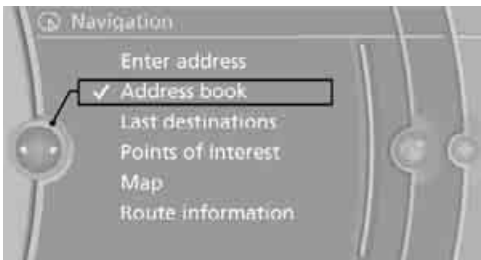 Navigation
Enter address
✓ Address book
Last destinations
Points of Interest
Map
Route information